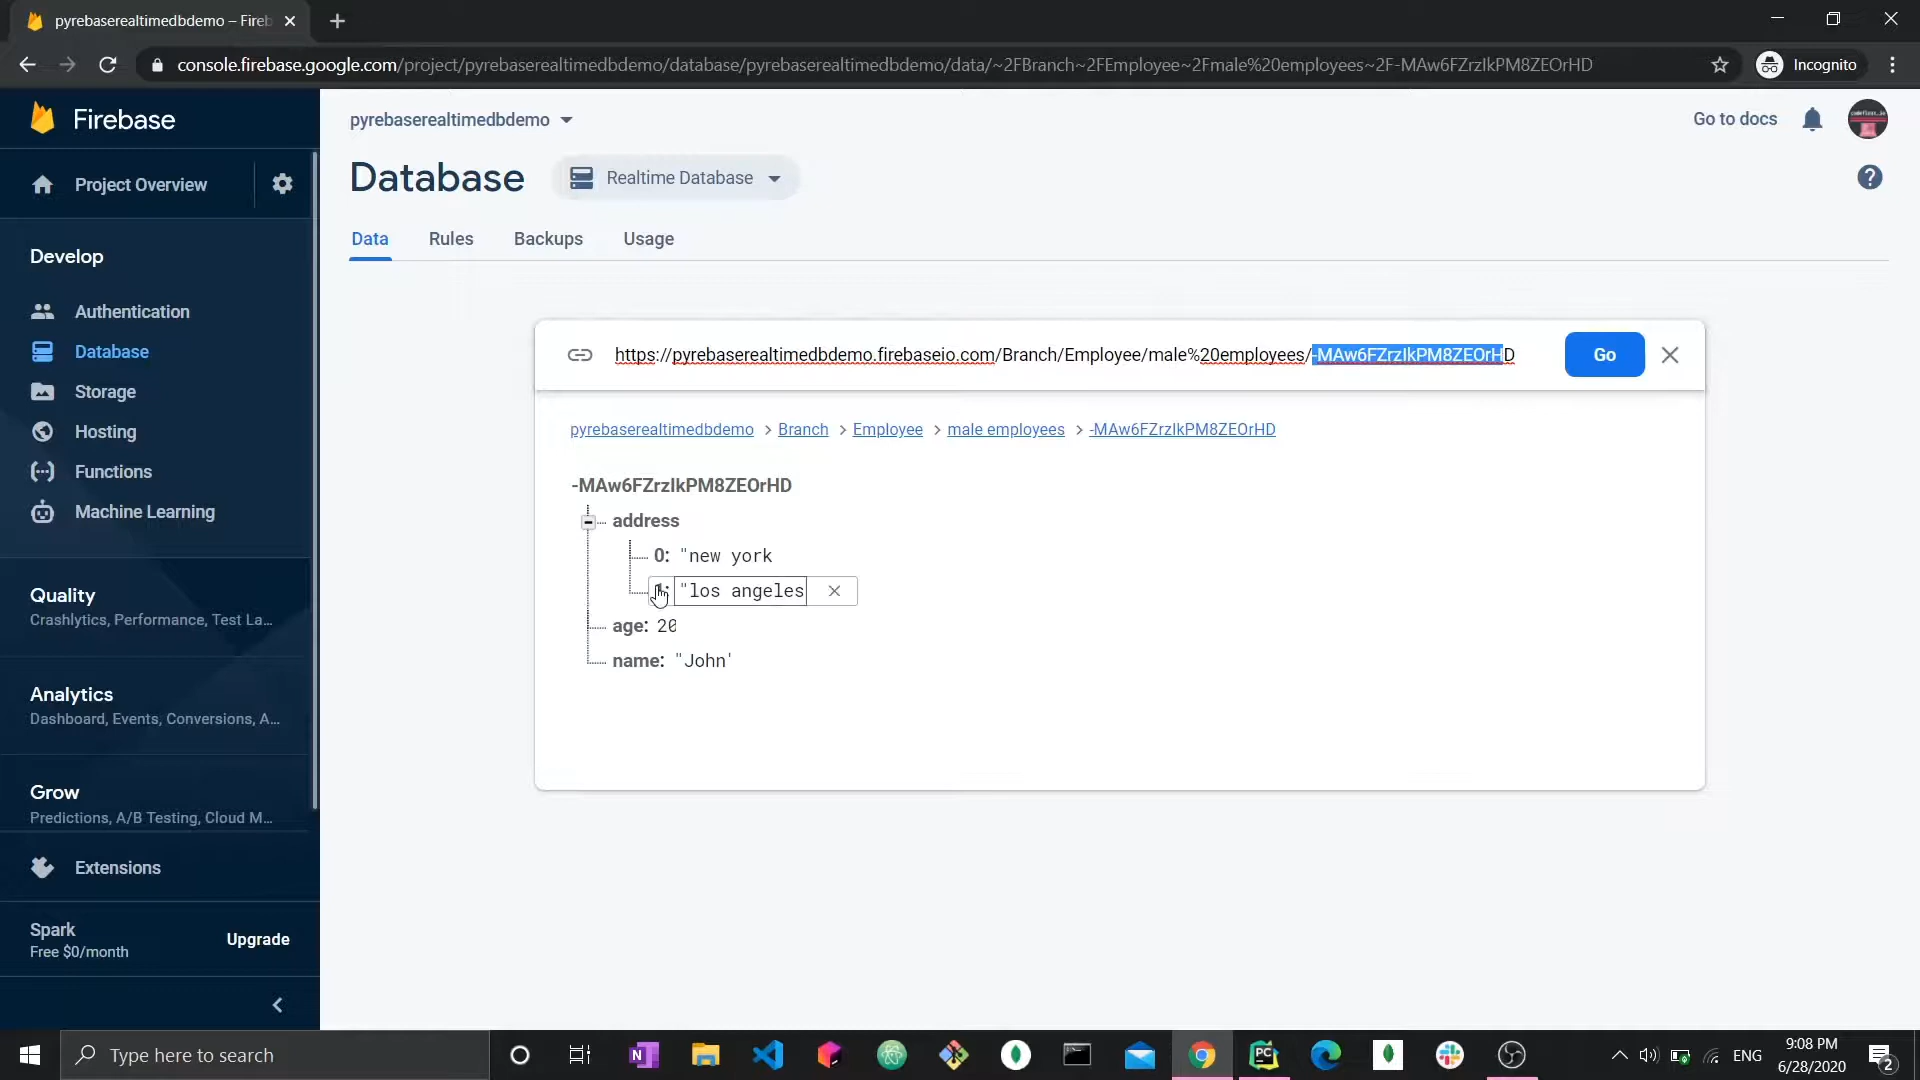 pyrebaserealtimedbdemo – Fireb
console.firebase.google.com/project/pyrebaserealtimedbdemo/database/pyrebaserealtimedbdemo/data/~2FBranch~2FEmployee~2Fmale%20employees~2F-MAw6FZrzIkPM8ZEOrHD
Incognito
Firebase
pyrebaserealtimedbdemo
Go to docs
Project Overview
Database
Realtime Database
Data Rules Backups Usage
Develop
Authentication
Database
Storage
Hosting
Functions
Machine Learning
https://pyrebaserealtimedbdemo.firebaseio.com/Branch/Employee/male%20employees/-MAw6FZrzIkPM8ZEOrHD
Go
pyrebaserealtimedbdemo > Branch > Employee > male employees > -MAw6FZrzIkPM8ZEOrHD
-MAw6FZrzIkPM8ZEOrHD
address
0: "new york
"los angeles
age: 20
name: "John'
Quality
Crashlytics, Performance, Test La...
Analytics
Dashboard, Events, Conversions, A...
Grow
Predictions, A/B Testing, Cloud M...
Extensions
Spark
Free $0/month
Upgrade
Type here to search
ENG
9:08 PM
6/28/2020
2